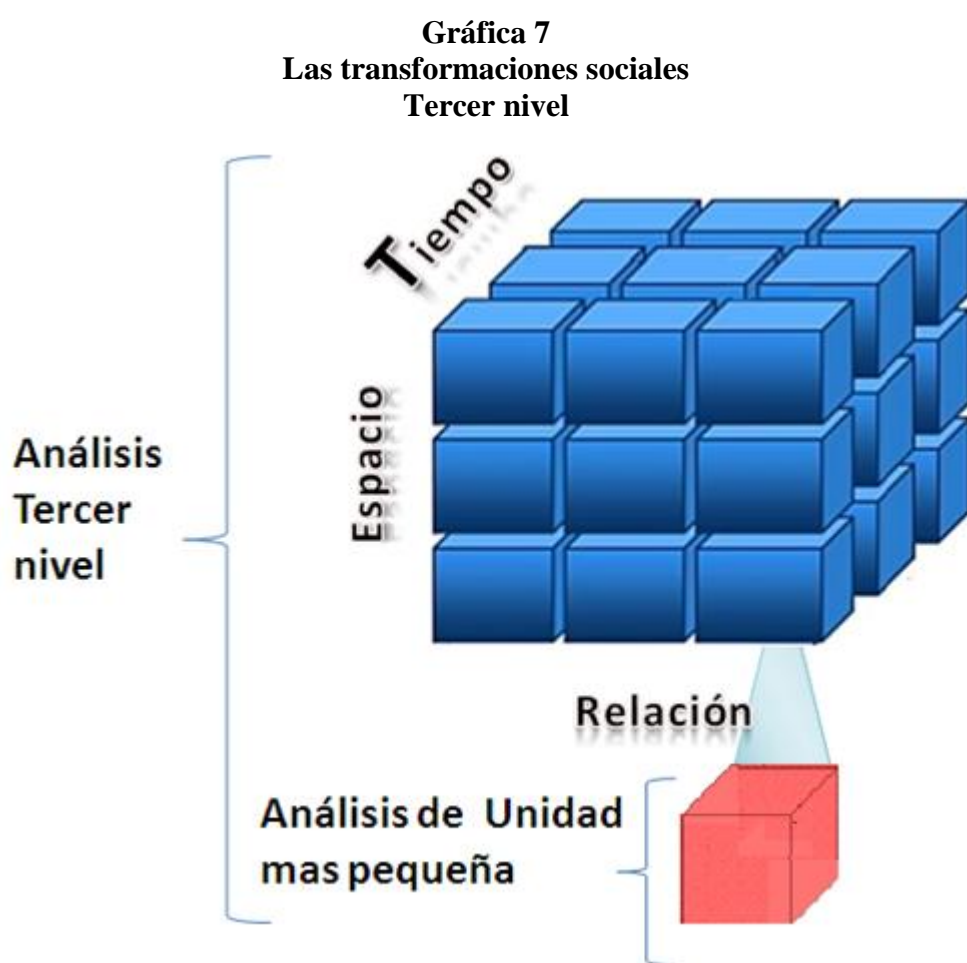 Gráfica 7
Las transformaciones sociales
Tercer nivel
Tiempo
Espacio
Análisis
Tercer
nivel
Relación
Análisis de Unidad
mas pequeña